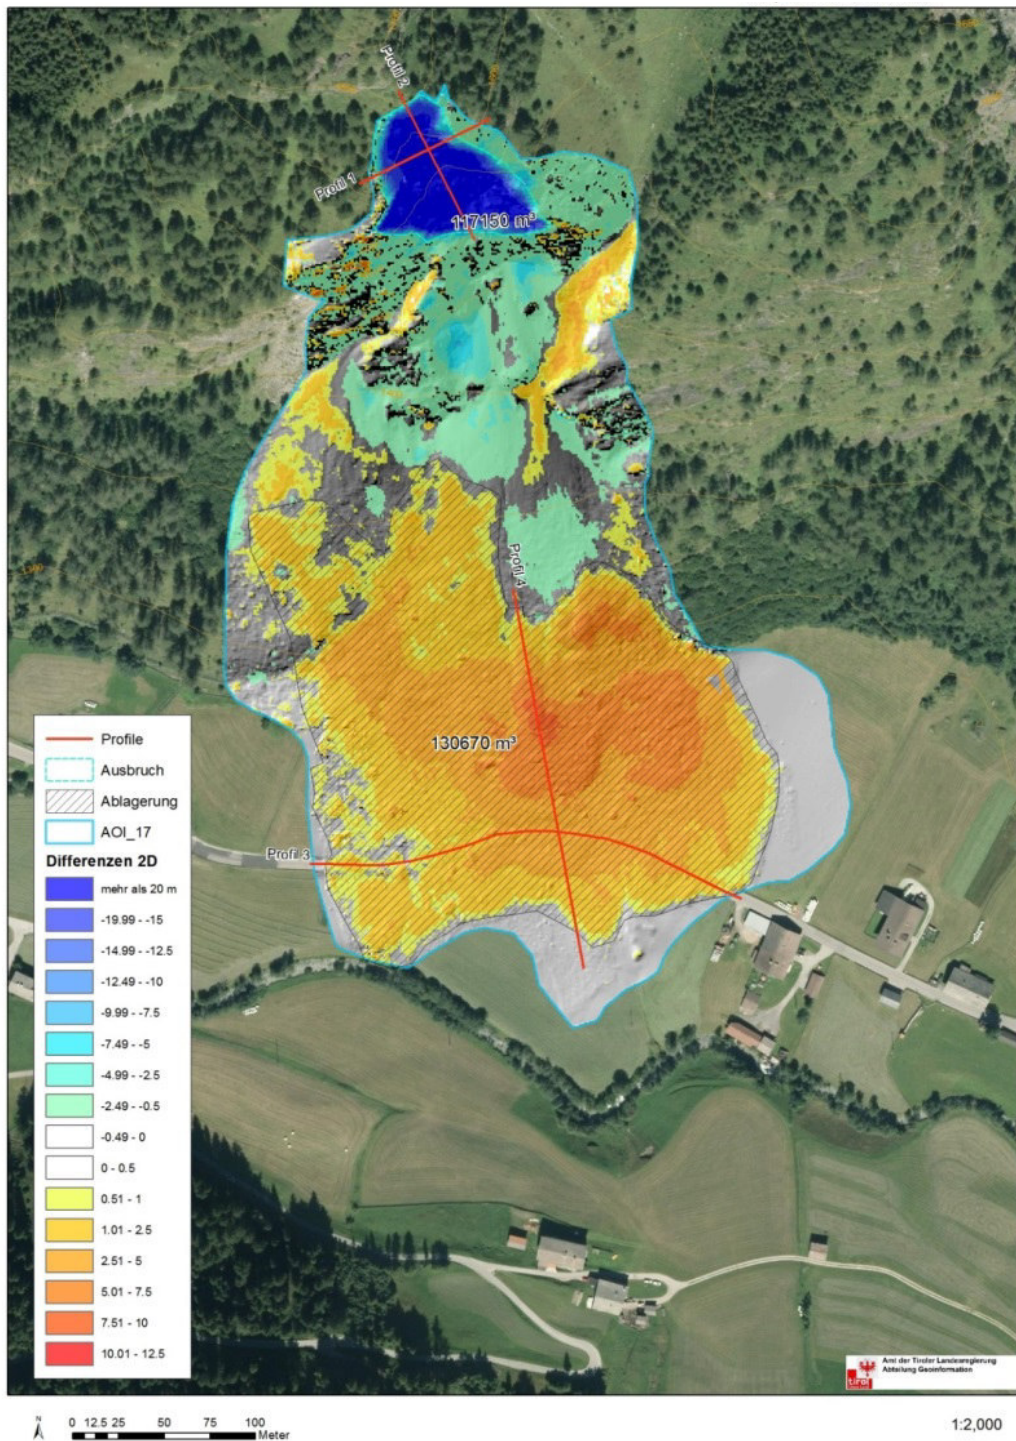 Profil 2
Profil 1
117150 m³
Profil 4
130670 m³
Profil 3
Profile
Ausbruch
Ablagerung
AOI_17
Differenzen 2D
mehr als 20 m
-19.99 - -15
-14.99 - -12.5
-12.49 - -10
-9.99 - -7.5
-7.49 - -5
-4.99 - -2.5
-2.49 - -0.5
-0.49 - 0
0 - 0.5
0.51 - 1
1.01 - 2.5
2.51 - 5
5.01 - 7.5
7.51 - 10
10.01 - 12.5
Amt der Tiroler Landesregierung
Abteilung Geoinformation
tirol
N
0 12.5 25 50 75 100
Meter
1:2,000